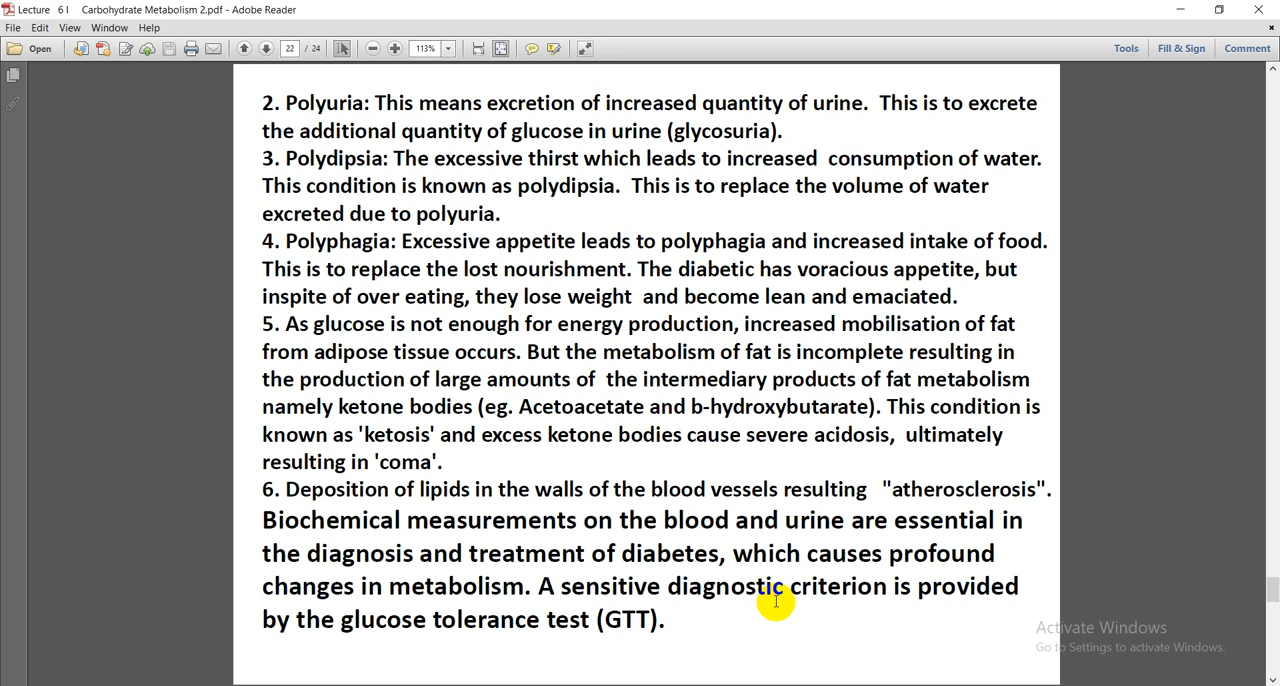 Lecture 6 I Carbohydrate Metabolism 2.pdf - Adobe Reader
File Edit View Window Help
Open 22 / 24 113% Tools Fill & Sign Comment
2. Polyuria: This means excretion of increased quantity of urine. This is to excrete
the additional quantity of glucose in urine (glycosuria).
3. Polydipsia: The excessive thirst which leads to increased consumption of water.
This condition is known as polydipsia. This is to replace the volume of water
excreted due to polyuria.
4. Polyphagia: Excessive appetite leads to polyphagia and increased intake of food.
This is to replace the lost nourishment. The diabetic has voracious appetite, but
inspite of over eating, they lose weight and become lean and emaciated.
5. As glucose is not enough for energy production, increased mobilisation of fat
from adipose tissue occurs. But the metabolism of fat is incomplete resulting in
the production of large amounts of the intermediary products of fat metabolism
namely ketone bodies (eg. Acetoacetate and b-hydroxybutarate). This condition is
known as 'ketosis' and excess ketone bodies cause severe acidosis, ultimately
resulting in 'coma'.
6. Deposition of lipids in the walls of the blood vessels resulting "atherosclerosis".
Biochemical measurements on the blood and urine are essential in
the diagnosis and treatment of diabetes, which causes profound
changes in metabolism. A sensitive diagnostic criterion is provided
by the glucose tolerance test (GTT).
Activate Windows
Go to Settings to activate Windows.